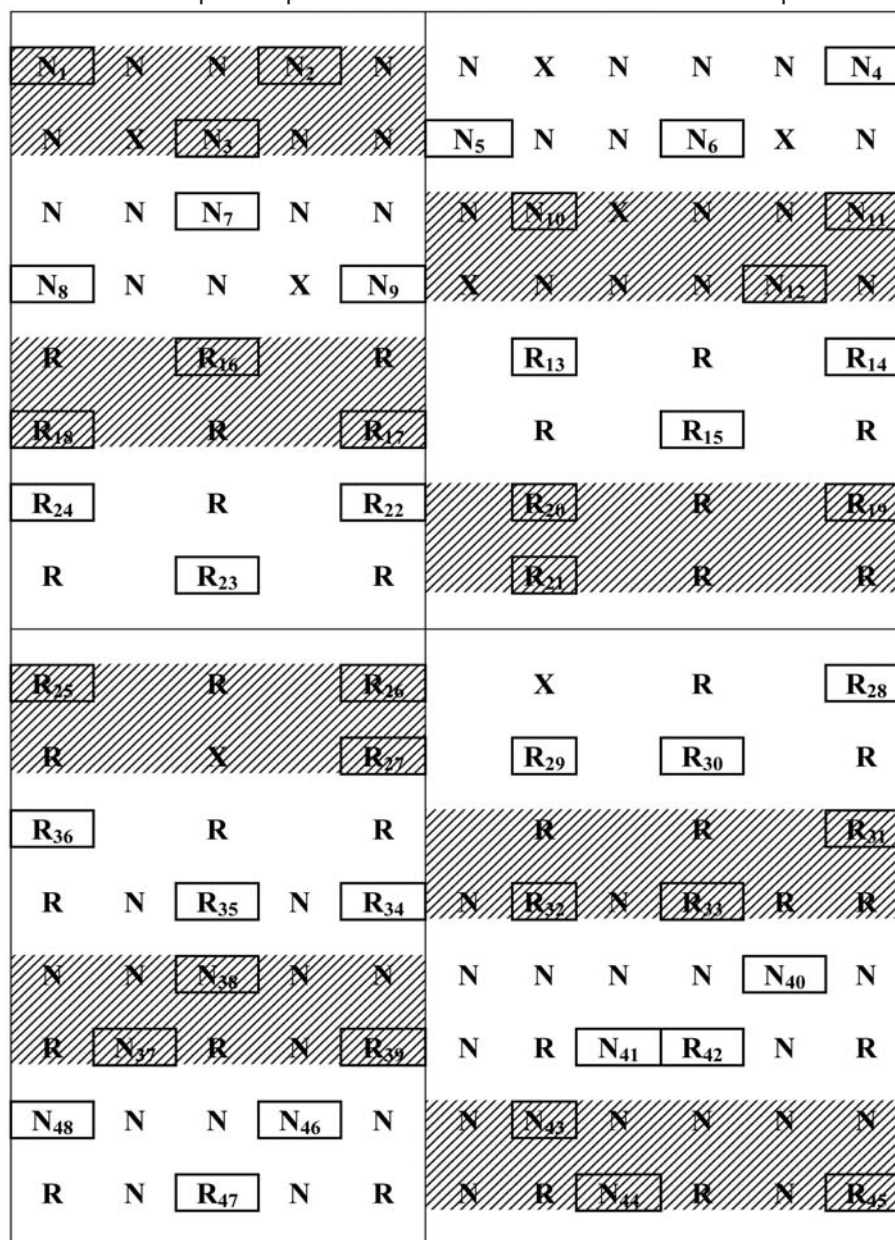 N₁ N N N₂ N N X N N N N₄
N X N₃ N N N₅ N N N₆ X N
N N N₇ N N N N₁₀ X N N N₁₁
N₈ N N X N₉ X N N N N₁₂ N
R R₁₆ R R₁₃ R R₁₄
R₁₈ R R₁₇ R R₁₅ R
R₂₄ R R₂₂ R₂₀ R R₁₉
R R₂₃ R R₂₁ R R
R₂₅ R R₂₆ X R R₂₈
R X R₂₇ R₂₉ R₃₀ R
R₃₆ R R R R R₃₁
R N R₃₅ N R₃₄ N R₃₂ N R₃₃ R R
N N N₃₈ N N N N N N N₄₀ N
R N₃₇ R N R₃₉ N R N₄₁ R₄₂ N R
N₄₈ N N N₄₆ N N N₄₃ N N N N
R N R₄₇ N R N R N₄₄ R N R₄₅